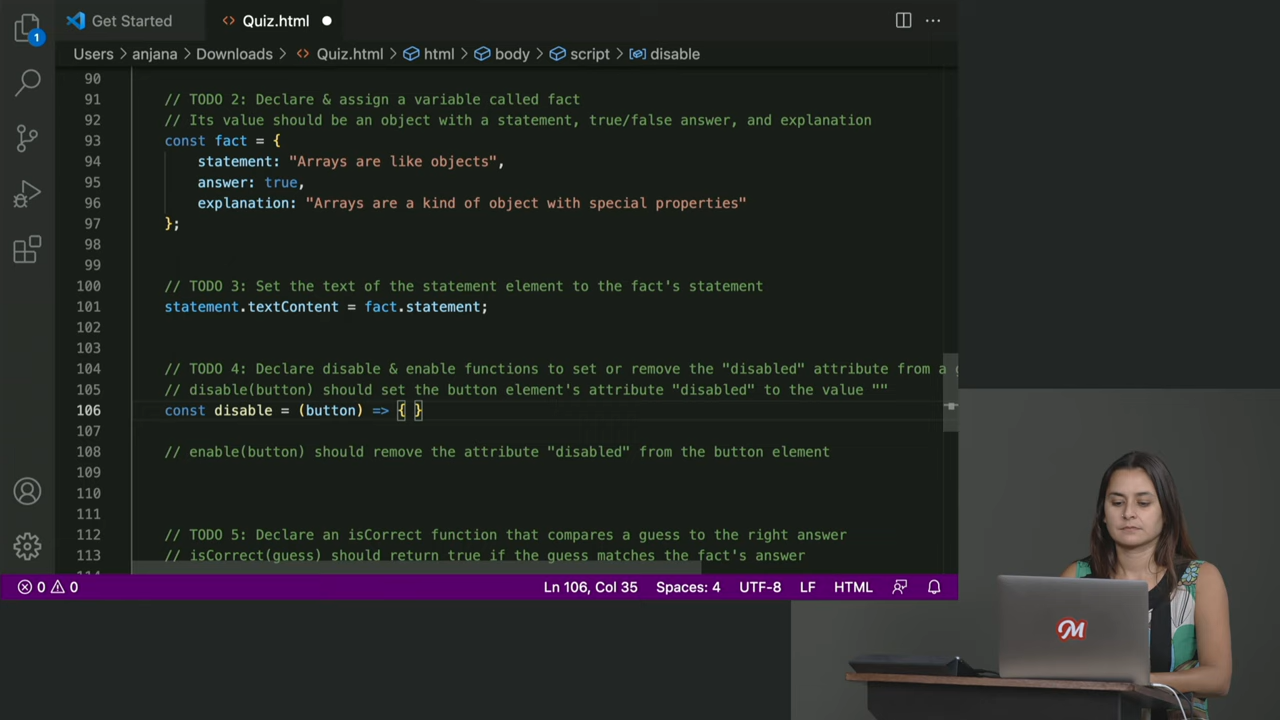 Get Started
Quiz.html
1
Users > anjana > Downloads > Quiz.html > html > body > script > disable
90
91 // TODO 2: Declare & assign a variable called fact
92 // Its value should be an object with a statement, true/false answer, and explanation
93 const fact = {
94 statement: "Arrays are like objects",
95 answer: true,
96 explanation: "Arrays are a kind of object with special properties"
97 };
98
99
100 // TODO 3: Set the text of the statement element to the fact's statement
101 statement.textContent = fact.statement;
102
103
104 // TODO 4: Declare disable & enable functions to set or remove the "disabled" attribute from a
105 // disable(button) should set the button element's attribute "disabled" to the value ""
106 const disable = (button) => { }
107
108 // enable(button) should remove the attribute "disabled" from the button element
109
110
111
112 // TODO 5: Declare an isCorrect function that compares a guess to the right answer
113 // isCorrect(guess) should return true if the guess matches the fact's answer
0 0 Ln 106, Col 35 Spaces: 4 UTF-8 LF HTML
M